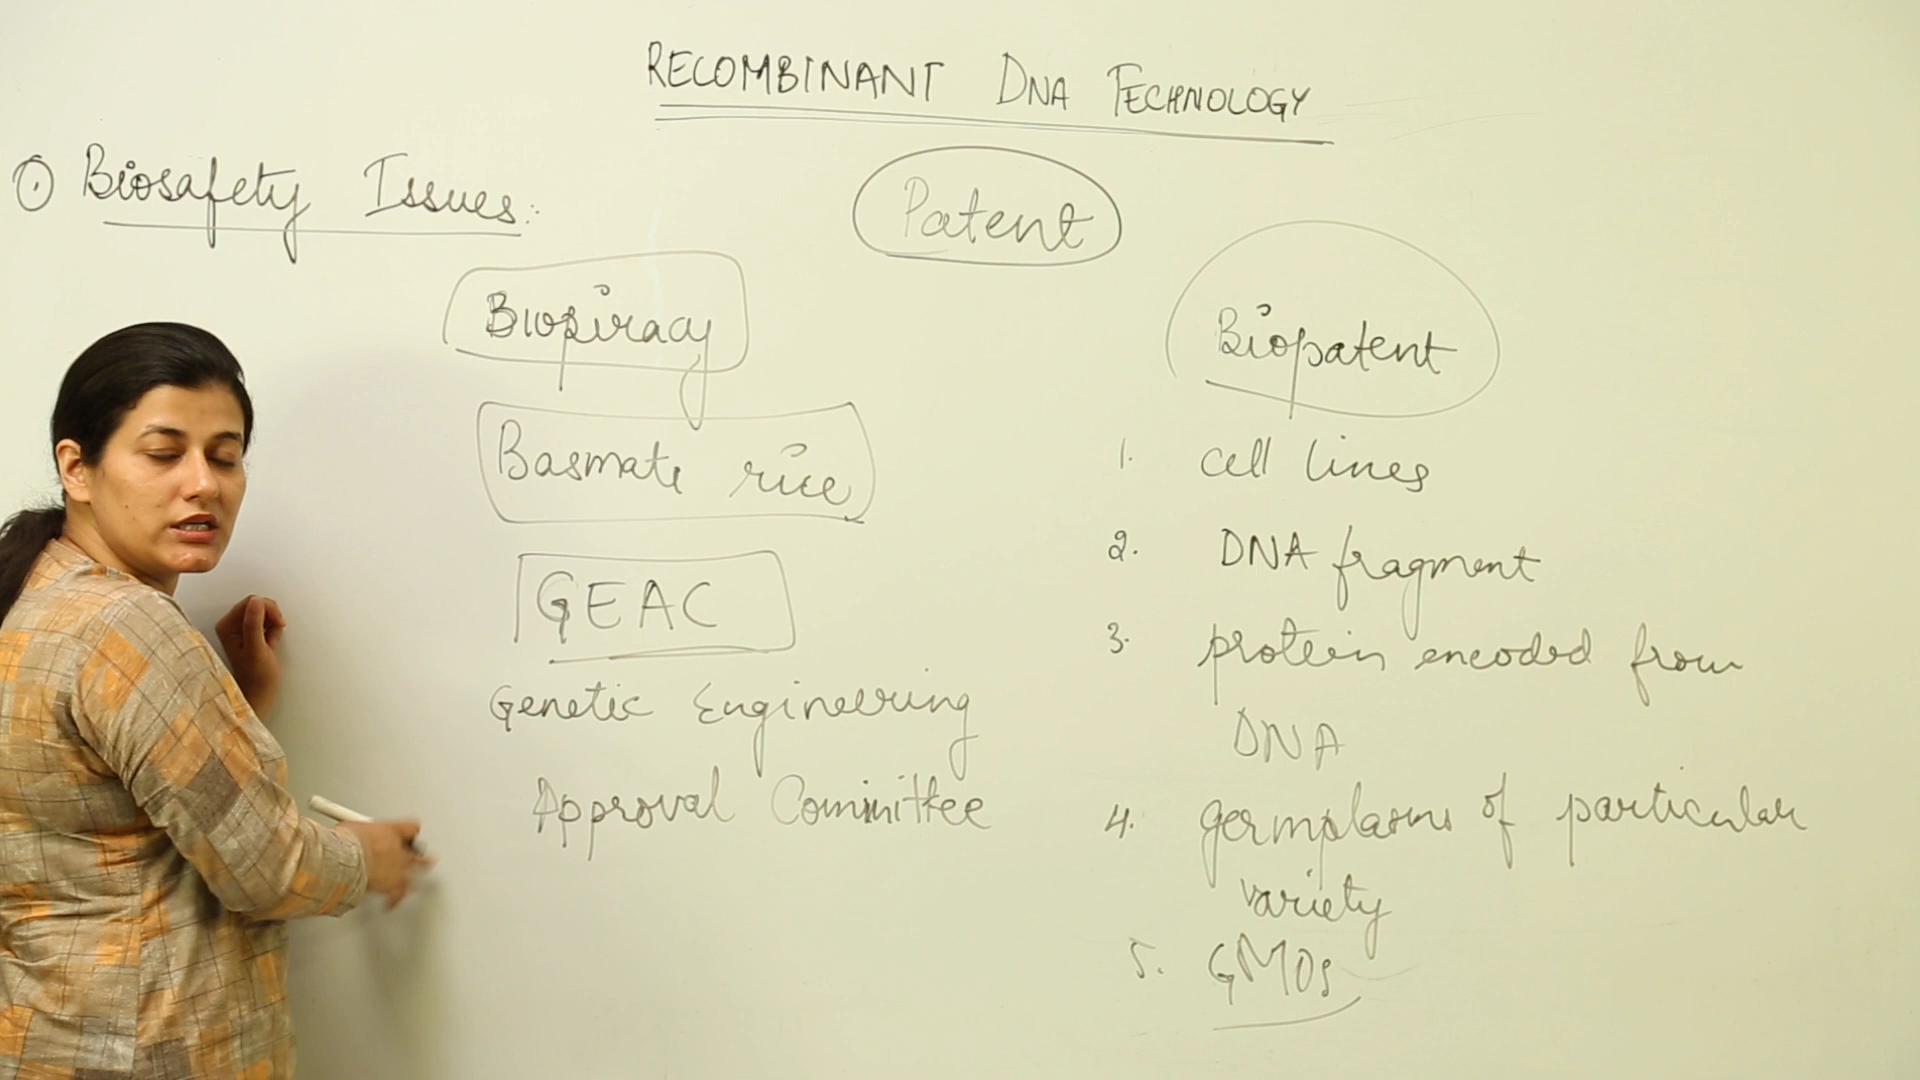 RECOMBINANT DNA TECHNOLOGY
1 Biosafety Issues:
Patent
Biopiracy
Biopatent
Basmati rice
1. cell lines
2. DNA fragment
GEAC
3. protein encoded from
DNA
Genetic Engineering
Approval Committee
4. germplasms of particular
variety
5. GMOs